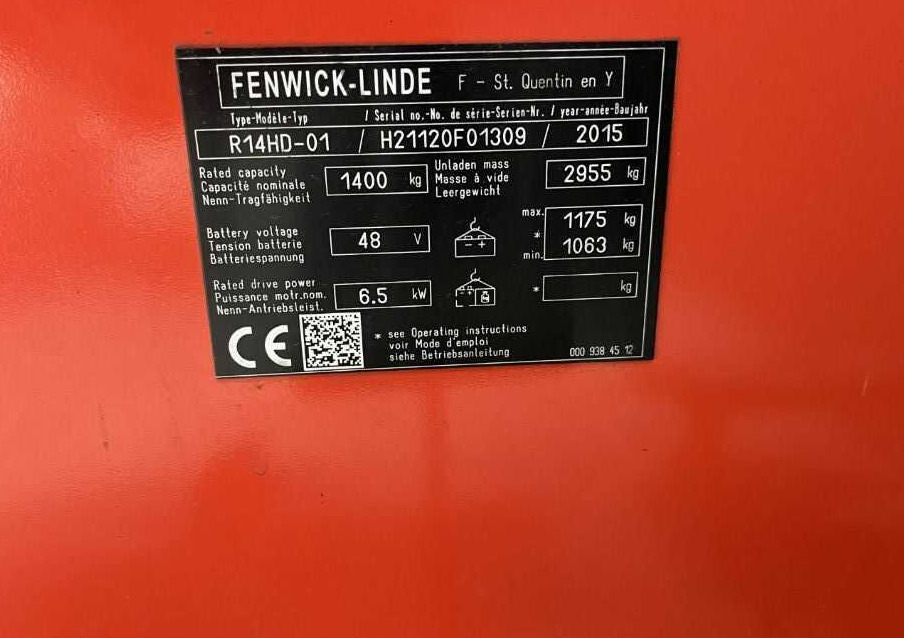 FENWICK-LINDE F - St. Quentin en Y
Type-Modèle-Typ / Serial no.-No. de série-Serien-Nr. / year-année-Baujahr
R14HD-01 / H21120F01309 / 2015
Rated capacity
Capacité nominale
Nenn-Tragfähigkeit
1400 kg
Unladen mass
Masse à vide
Leergewicht
2955 kg
Battery voltage
Tension batterie
Batteriespannung
48 V
- +
max. 1175 kg
*
min. 1063 kg
Rated drive power
Puissance motr.nom.
Nenn-Antriebsleist.
6.5 kW
* kg
CE
* see Operating instructions
voir Mode d'emploi
siehe Betriebsanleitung
000 938 45 12